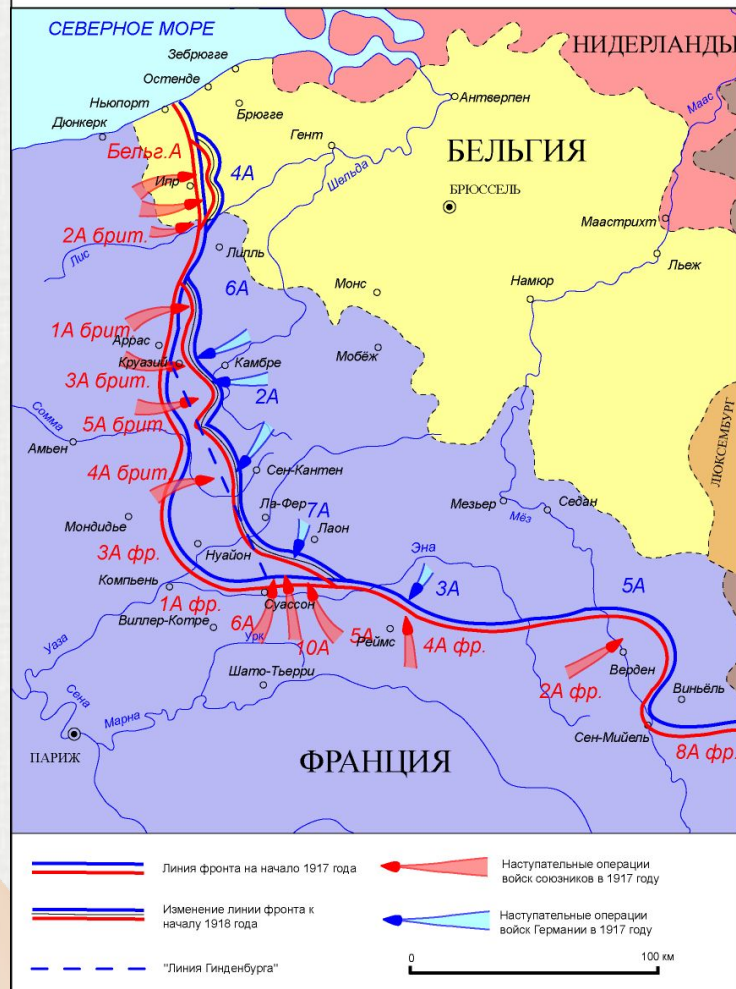 СЕВЕРНОЕ МОРЕ
НИДЕРЛАНДЫ
Зебрюгге
Остенде
Ньюпорт
Брюгге
Антверпен
Маас
Дюнкерк
Гент
Бельг.А
4А
БЕЛЬГИЯ
Ипр
Шельда
БРЮССЕЛЬ
Маастрихт
2А брит.
Лис
Липль
Льеж
6А
Монс
Намюр
1А брит.
Аррас
Мобёж
Круазий
Камбре
3А брит.
2А
Сомма
5А брит.
ЛЮКСЕМБУРГ
Амьен
4А брит.
Сен-Кантен
Мезьер
Седан
Ла-Фер
7А
Мёз
Мондидье
Лаон
3А фр.
Нуайон
Эна
Компьень
3А
5А
1А фр.
Суассон
Виллер-Котре
6А
Урк
10А
5А
Реймс
4А фр.
Уаза
Верден
Шато-Тьерри
2А фр.
Виньёль
Сена
Марна
Сен-Мийель
ПАРИЖ
ФРАНЦИЯ
8А фр.
Линия фронта на начало 1917 года
Наступательные операции
войск союзников в 1917 году
Изменение линии фронта к
началу 1918 года
Наступательные операции
войск Германии в 1917 году
"Линия Гинденбурга"
0
100 км